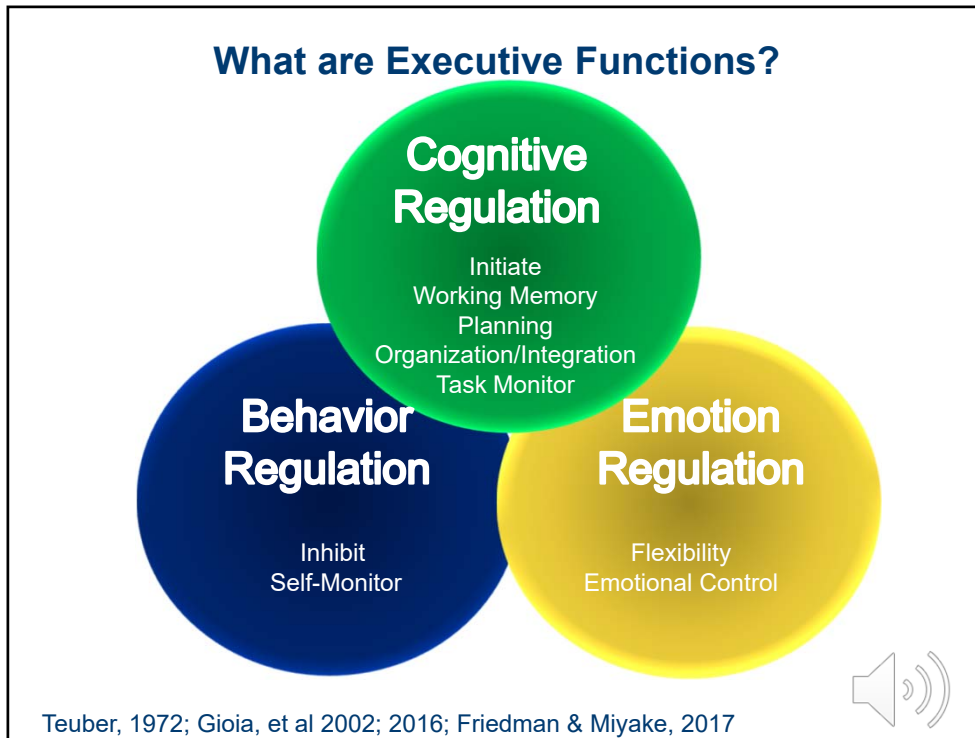 What are Executive Functions?
Cognitive
Regulation
Initiate
Working Memory
Planning
Organization/Integration
Task Monitor
Behavior
Regulation
Inhibit
Self-Monitor
Emotion
Regulation
Flexibility
Emotional Control
Teuber, 1972; Gioia, et al 2002; 2016; Friedman & Miyake, 2017